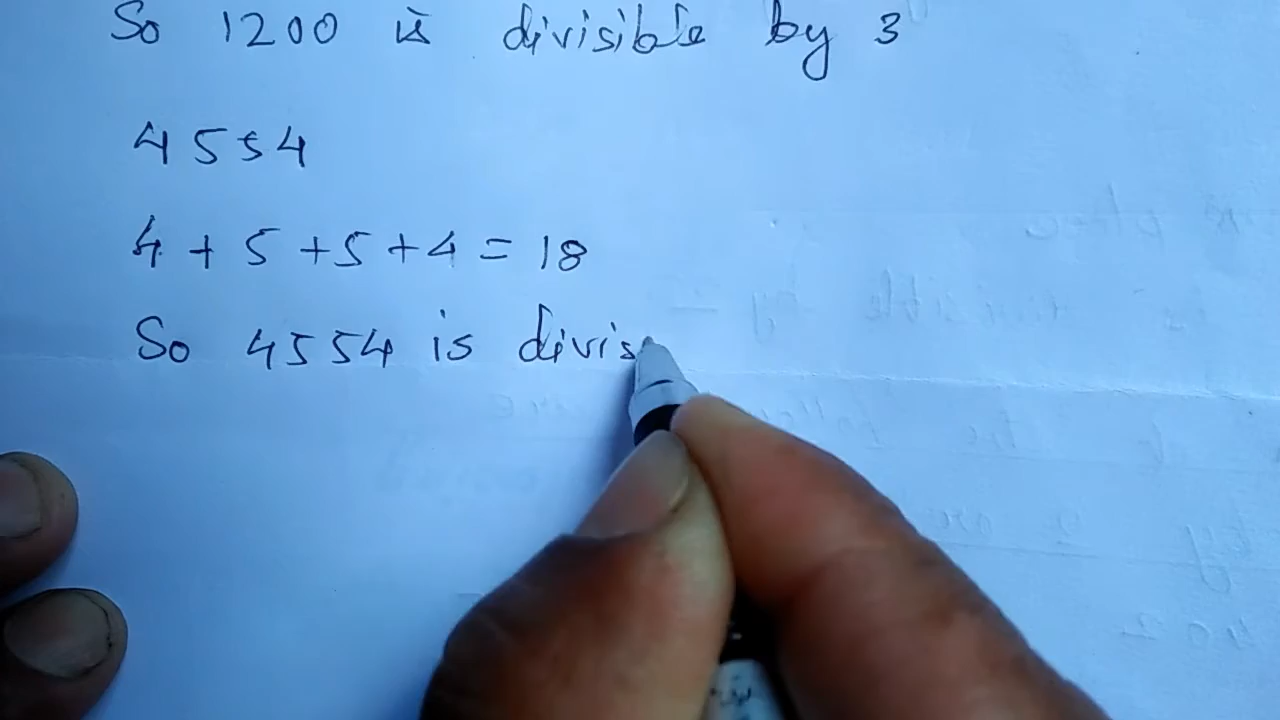 So 1200 is divisible by 3
4554
4 + 5 + 5 + 4 = 18
So 4554 is divis